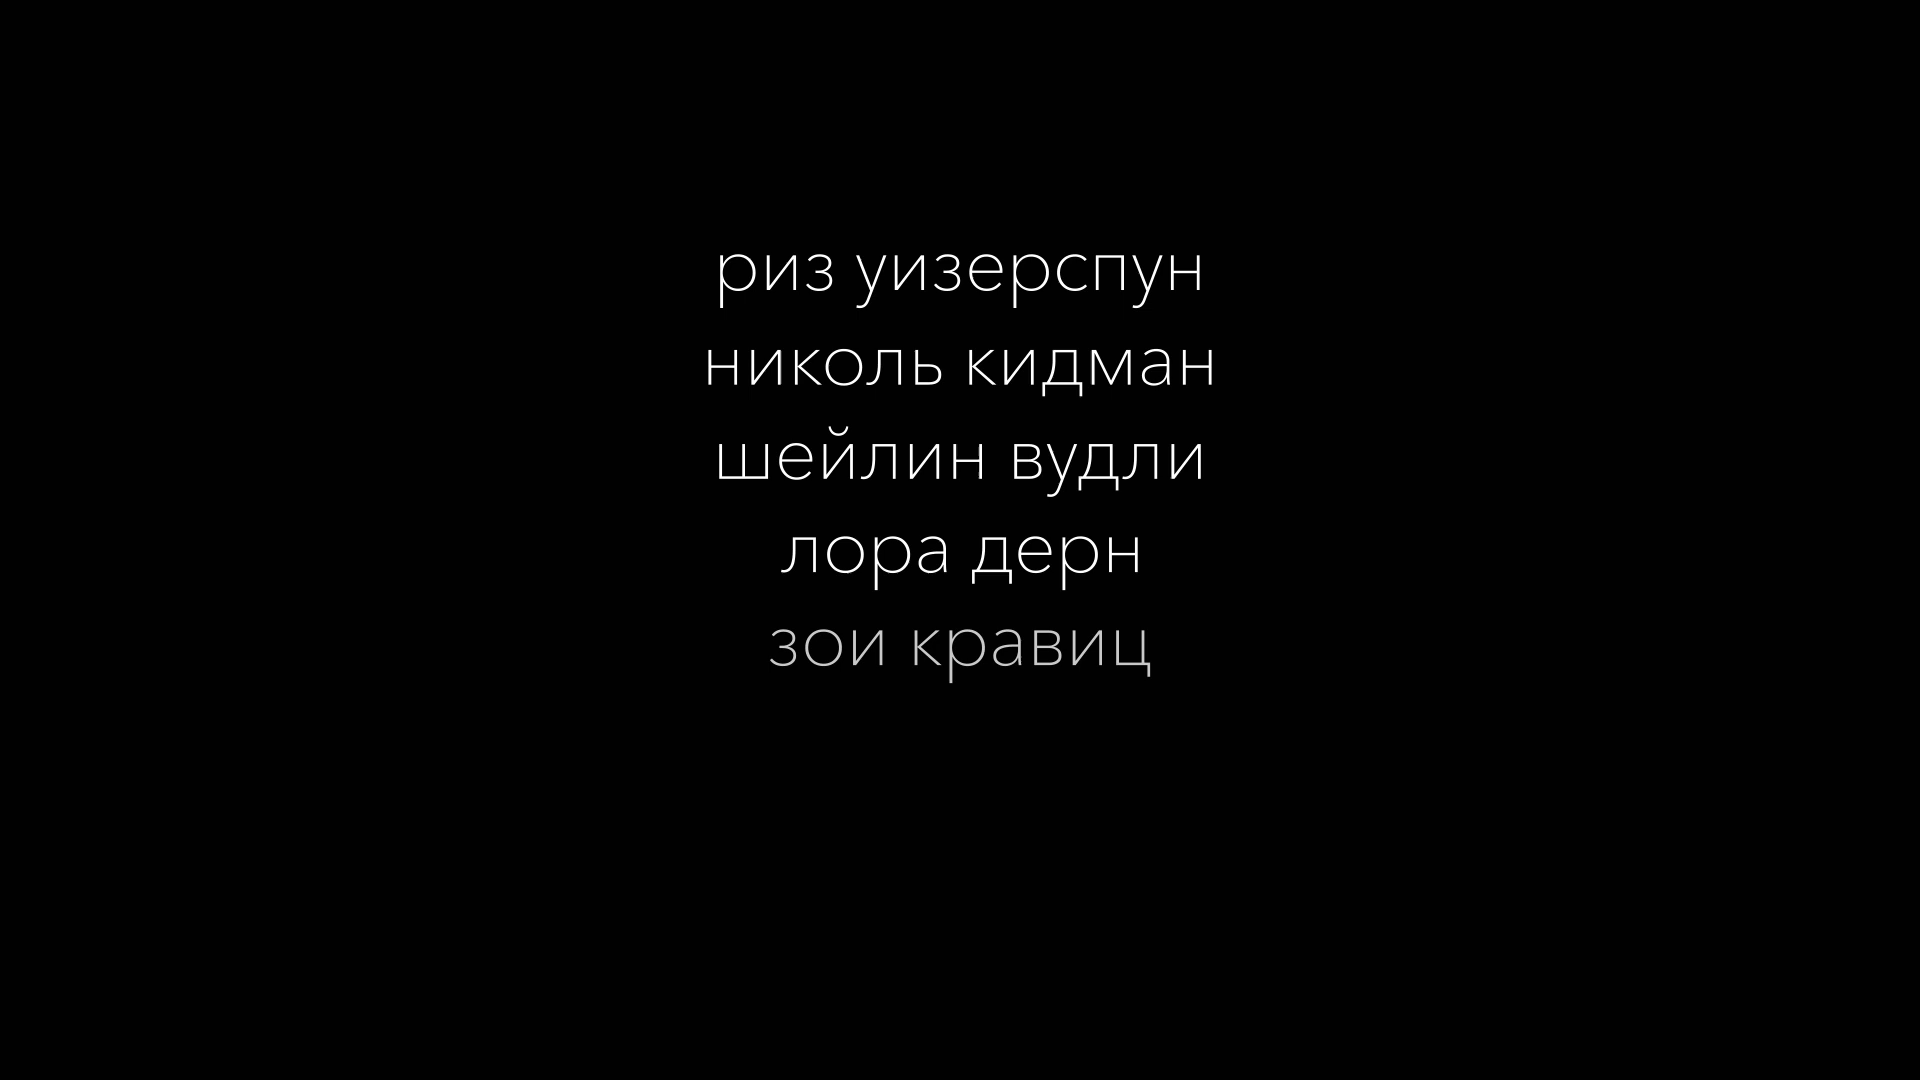 риз уизерспун
николь кидман
шейлин вудли
лора дерн
зои кравиц